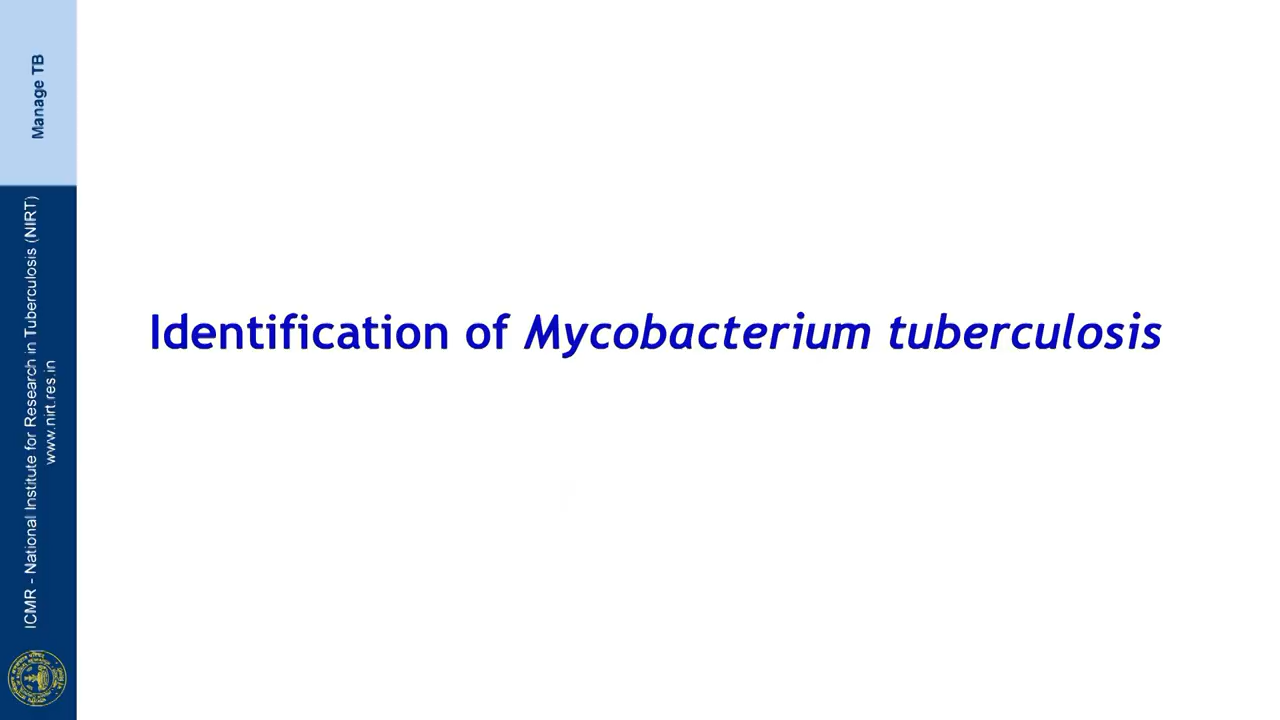 Manage TB
ICMR - National Institute for Research in Tuberculosis (NIRT)
www.nirt.res.in
Identification of Mycobacterium tuberculosis